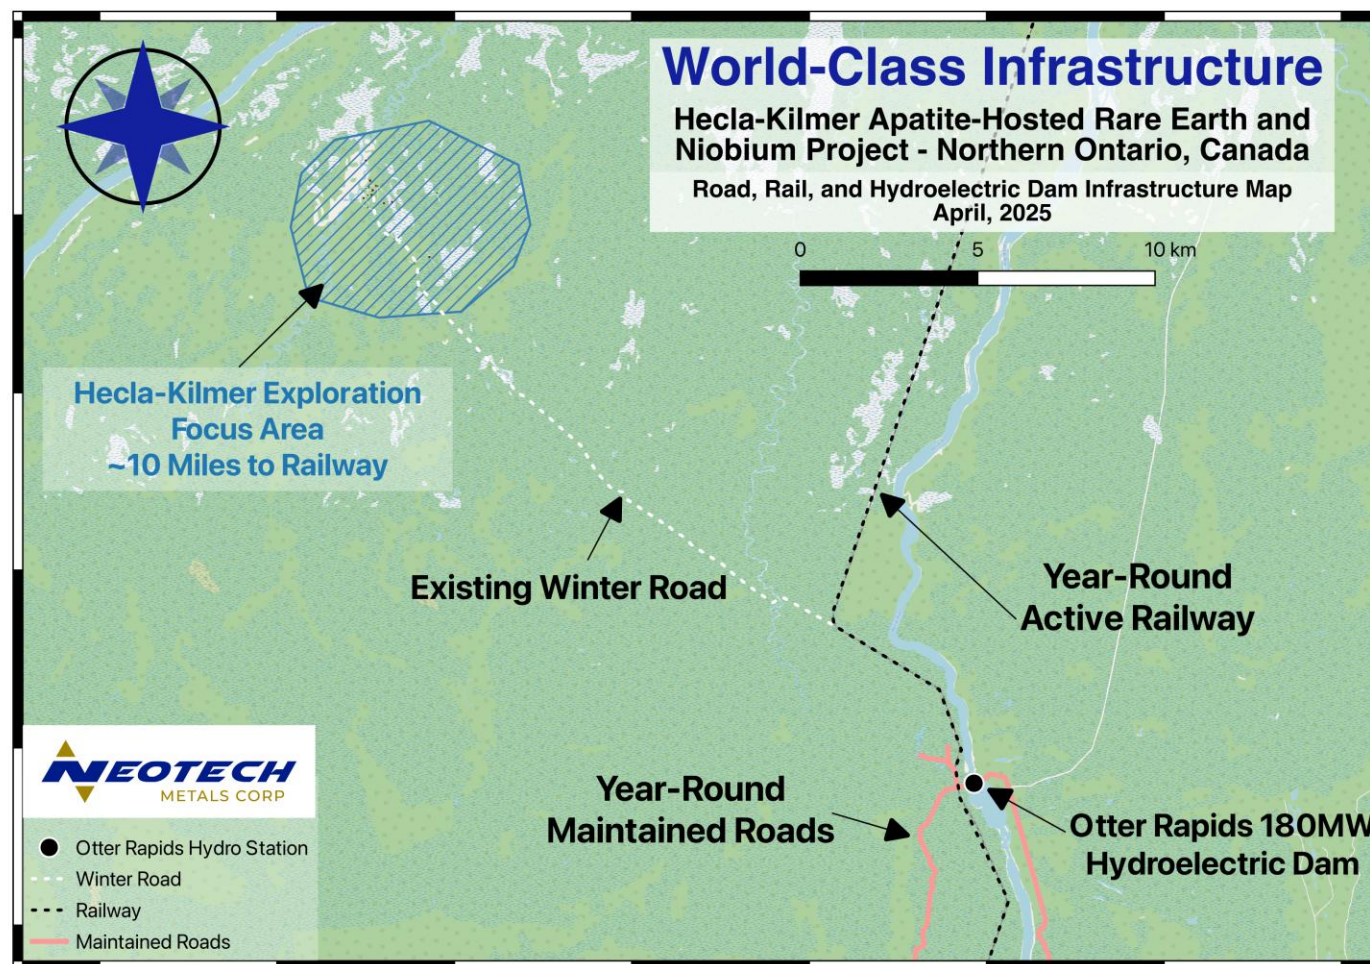 World-Class Infrastructure
Hecla-Kilmer Apatite-Hosted Rare Earth and
Niobium Project - Northern Ontario, Canada
Road, Rail, and Hydroelectric Dam Infrastructure Map
April, 2025
0 5 10 km
Hecla-Kilmer Exploration
Focus Area
~10 Miles to Railway
Existing Winter Road
Year-Round
Active Railway
Year-Round
Maintained Roads
Otter Rapids 180MW
Hydroelectric Dam
NEOTECH
METALS CORP
Otter Rapids Hydro Station
Winter Road
Railway
Maintained Roads